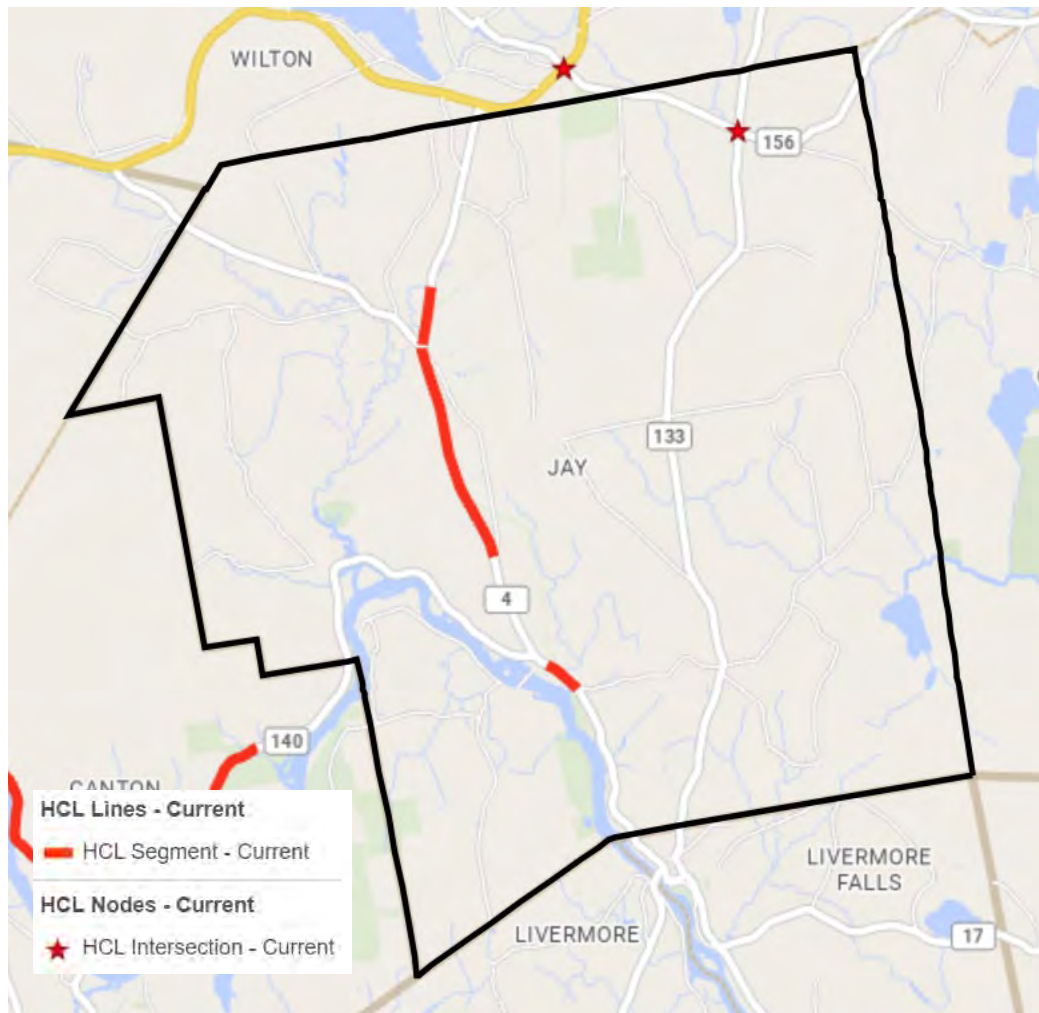 WILTON
156
133
JAY
4
140
CANTON
HCL Lines - Current
HCL Segment - Current
HCL Nodes - Current
HCL Intersection - Current
LIVERMORE
FALLS
LIVERMORE
17